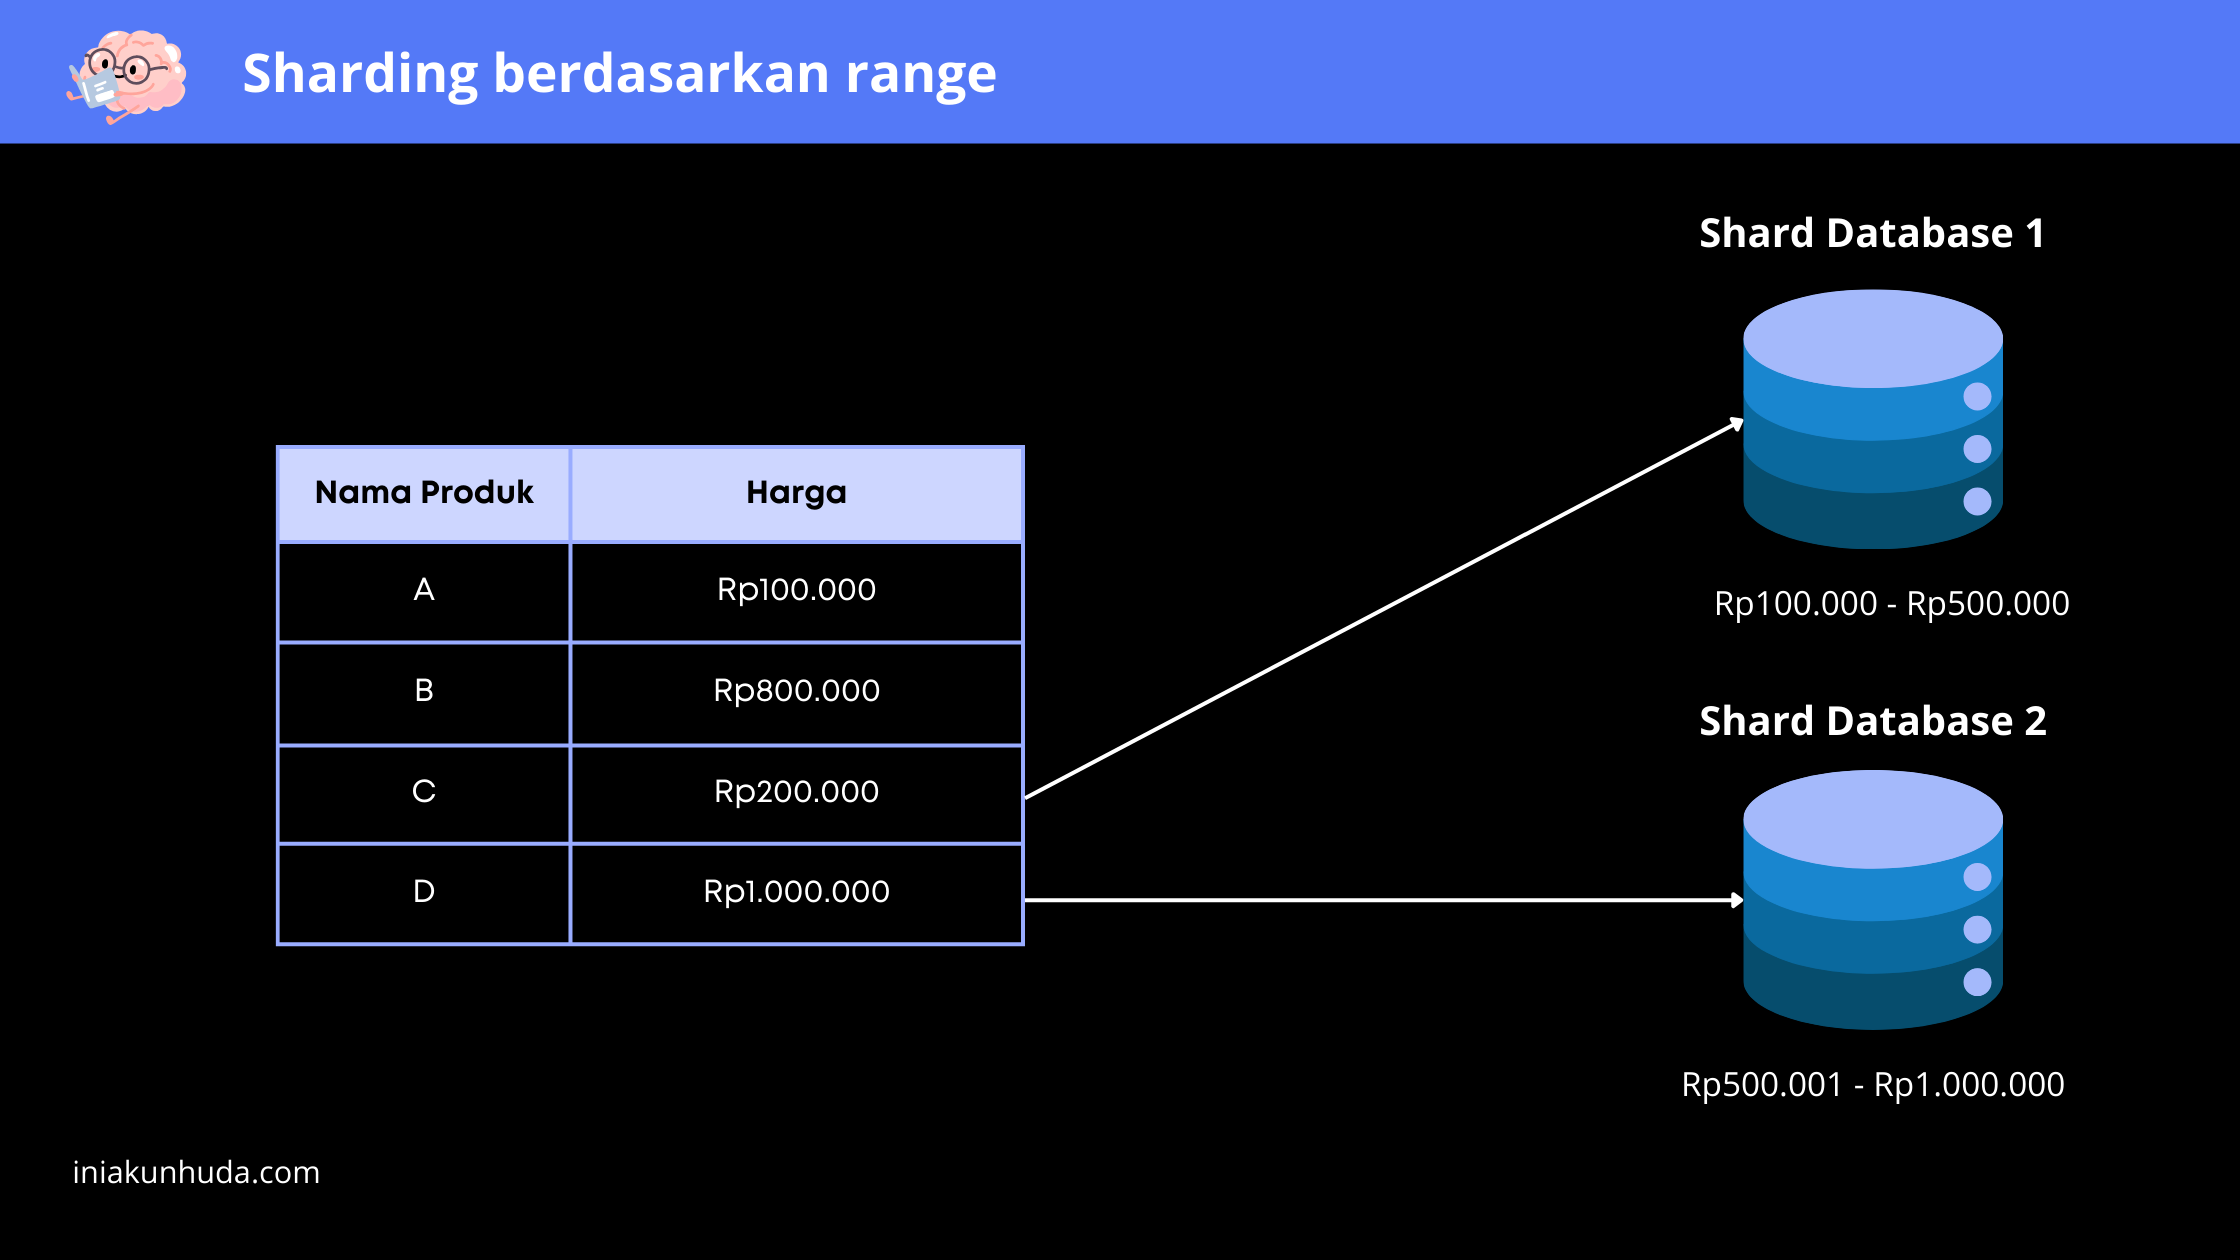 Sharding berdasarkan range
Nama Produk Harga
A Rp100.000
B Rp800.000
C Rp200.000
D Rp1.000.000
Shard Database 1
Rp100.000 - Rp500.000
Shard Database 2
Rp500.001 - Rp1.000.000
iniakunhuda.com